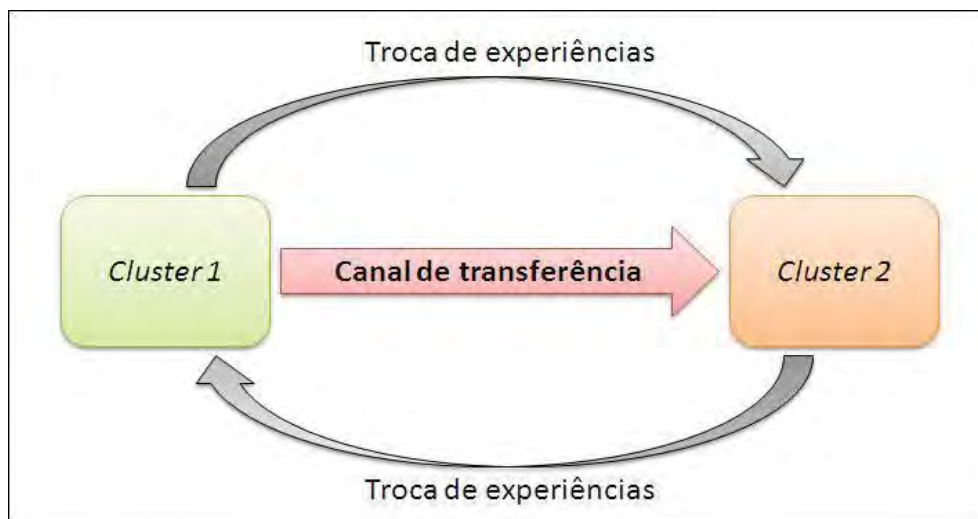 Troca de experiências
Cluster 1
Canal de transferência
Cluster 2
Troca de experiências